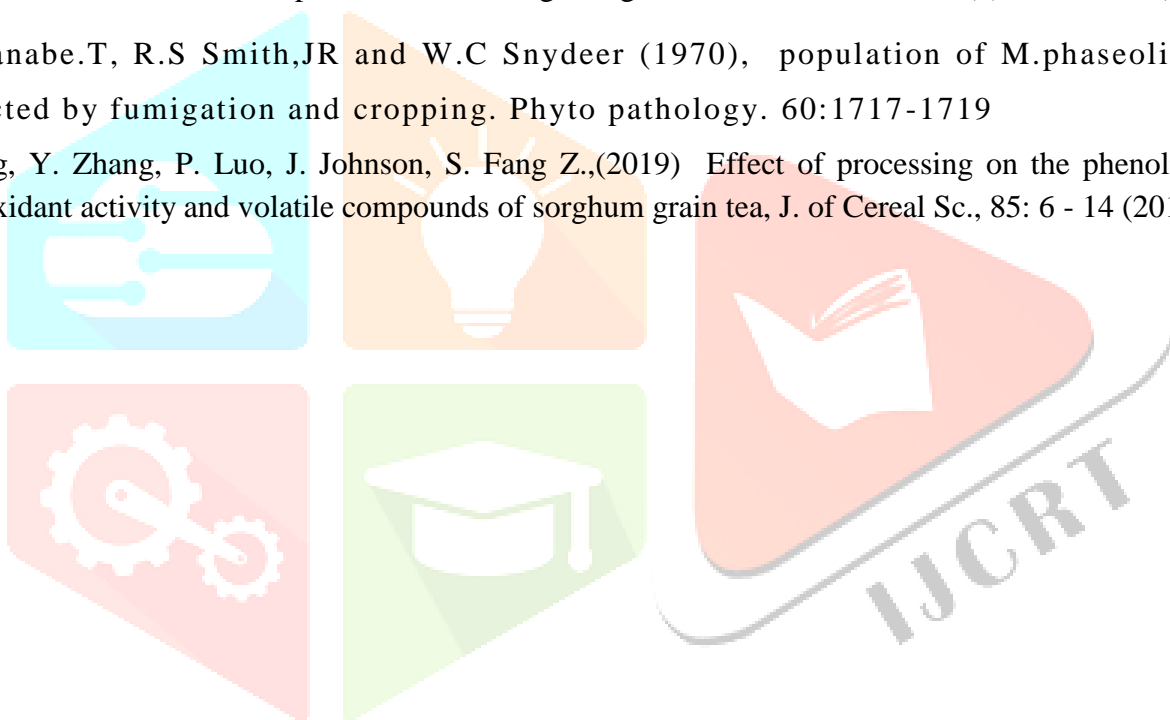 anabe.T, R.S Smith,JR and W.C Snydeer (1970), population of M.phaseoli
cted by fumigation and cropping. Phyto pathology. 60:1717-1719
g, Y. Zhang, P. Luo, J. Johnson, S. Fang Z.,(2019) Effect of processing on the phenol
xidant activity and volatile compounds of sorghum grain tea, J. of Cereal Sc., 85: 6 - 14 (201
IJCRT